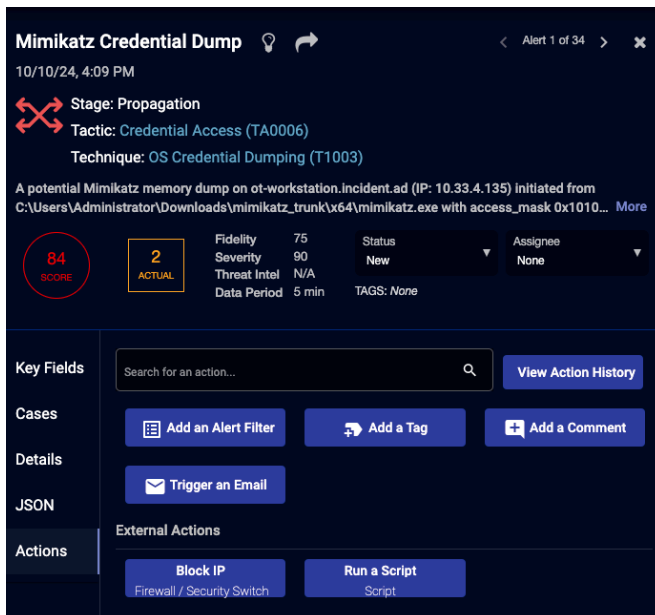 Mimikatz Credential Dump
Alert 1 of 34
10/10/24, 4:09 PM
Stage: Propagation
Tactic: Credential Access (TA0006)
Technique: OS Credential Dumping (T1003)
A potential Mimikatz memory dump on ot-workstation.incident.ad (IP: 10.33.4.135) initiated from
C:\Users\Administrator\Downloads\mimikatz_trunk\x64\mimikatz.exe with access_mask 0x1010... More
84
SCORE
2
ACTUAL
Fidelity 75
Severity 90
Threat Intel N/A
Data Period 5 min
Status
New
Assignee
None
TAGS: None
Key Fields
Cases
Details
JSON
Actions
Search for an action...
View Action History
Add an Alert Filter
Add a Tag
Add a Comment
Trigger an Email
External Actions
Block IP
Firewall / Security Switch
Run a Script
Script